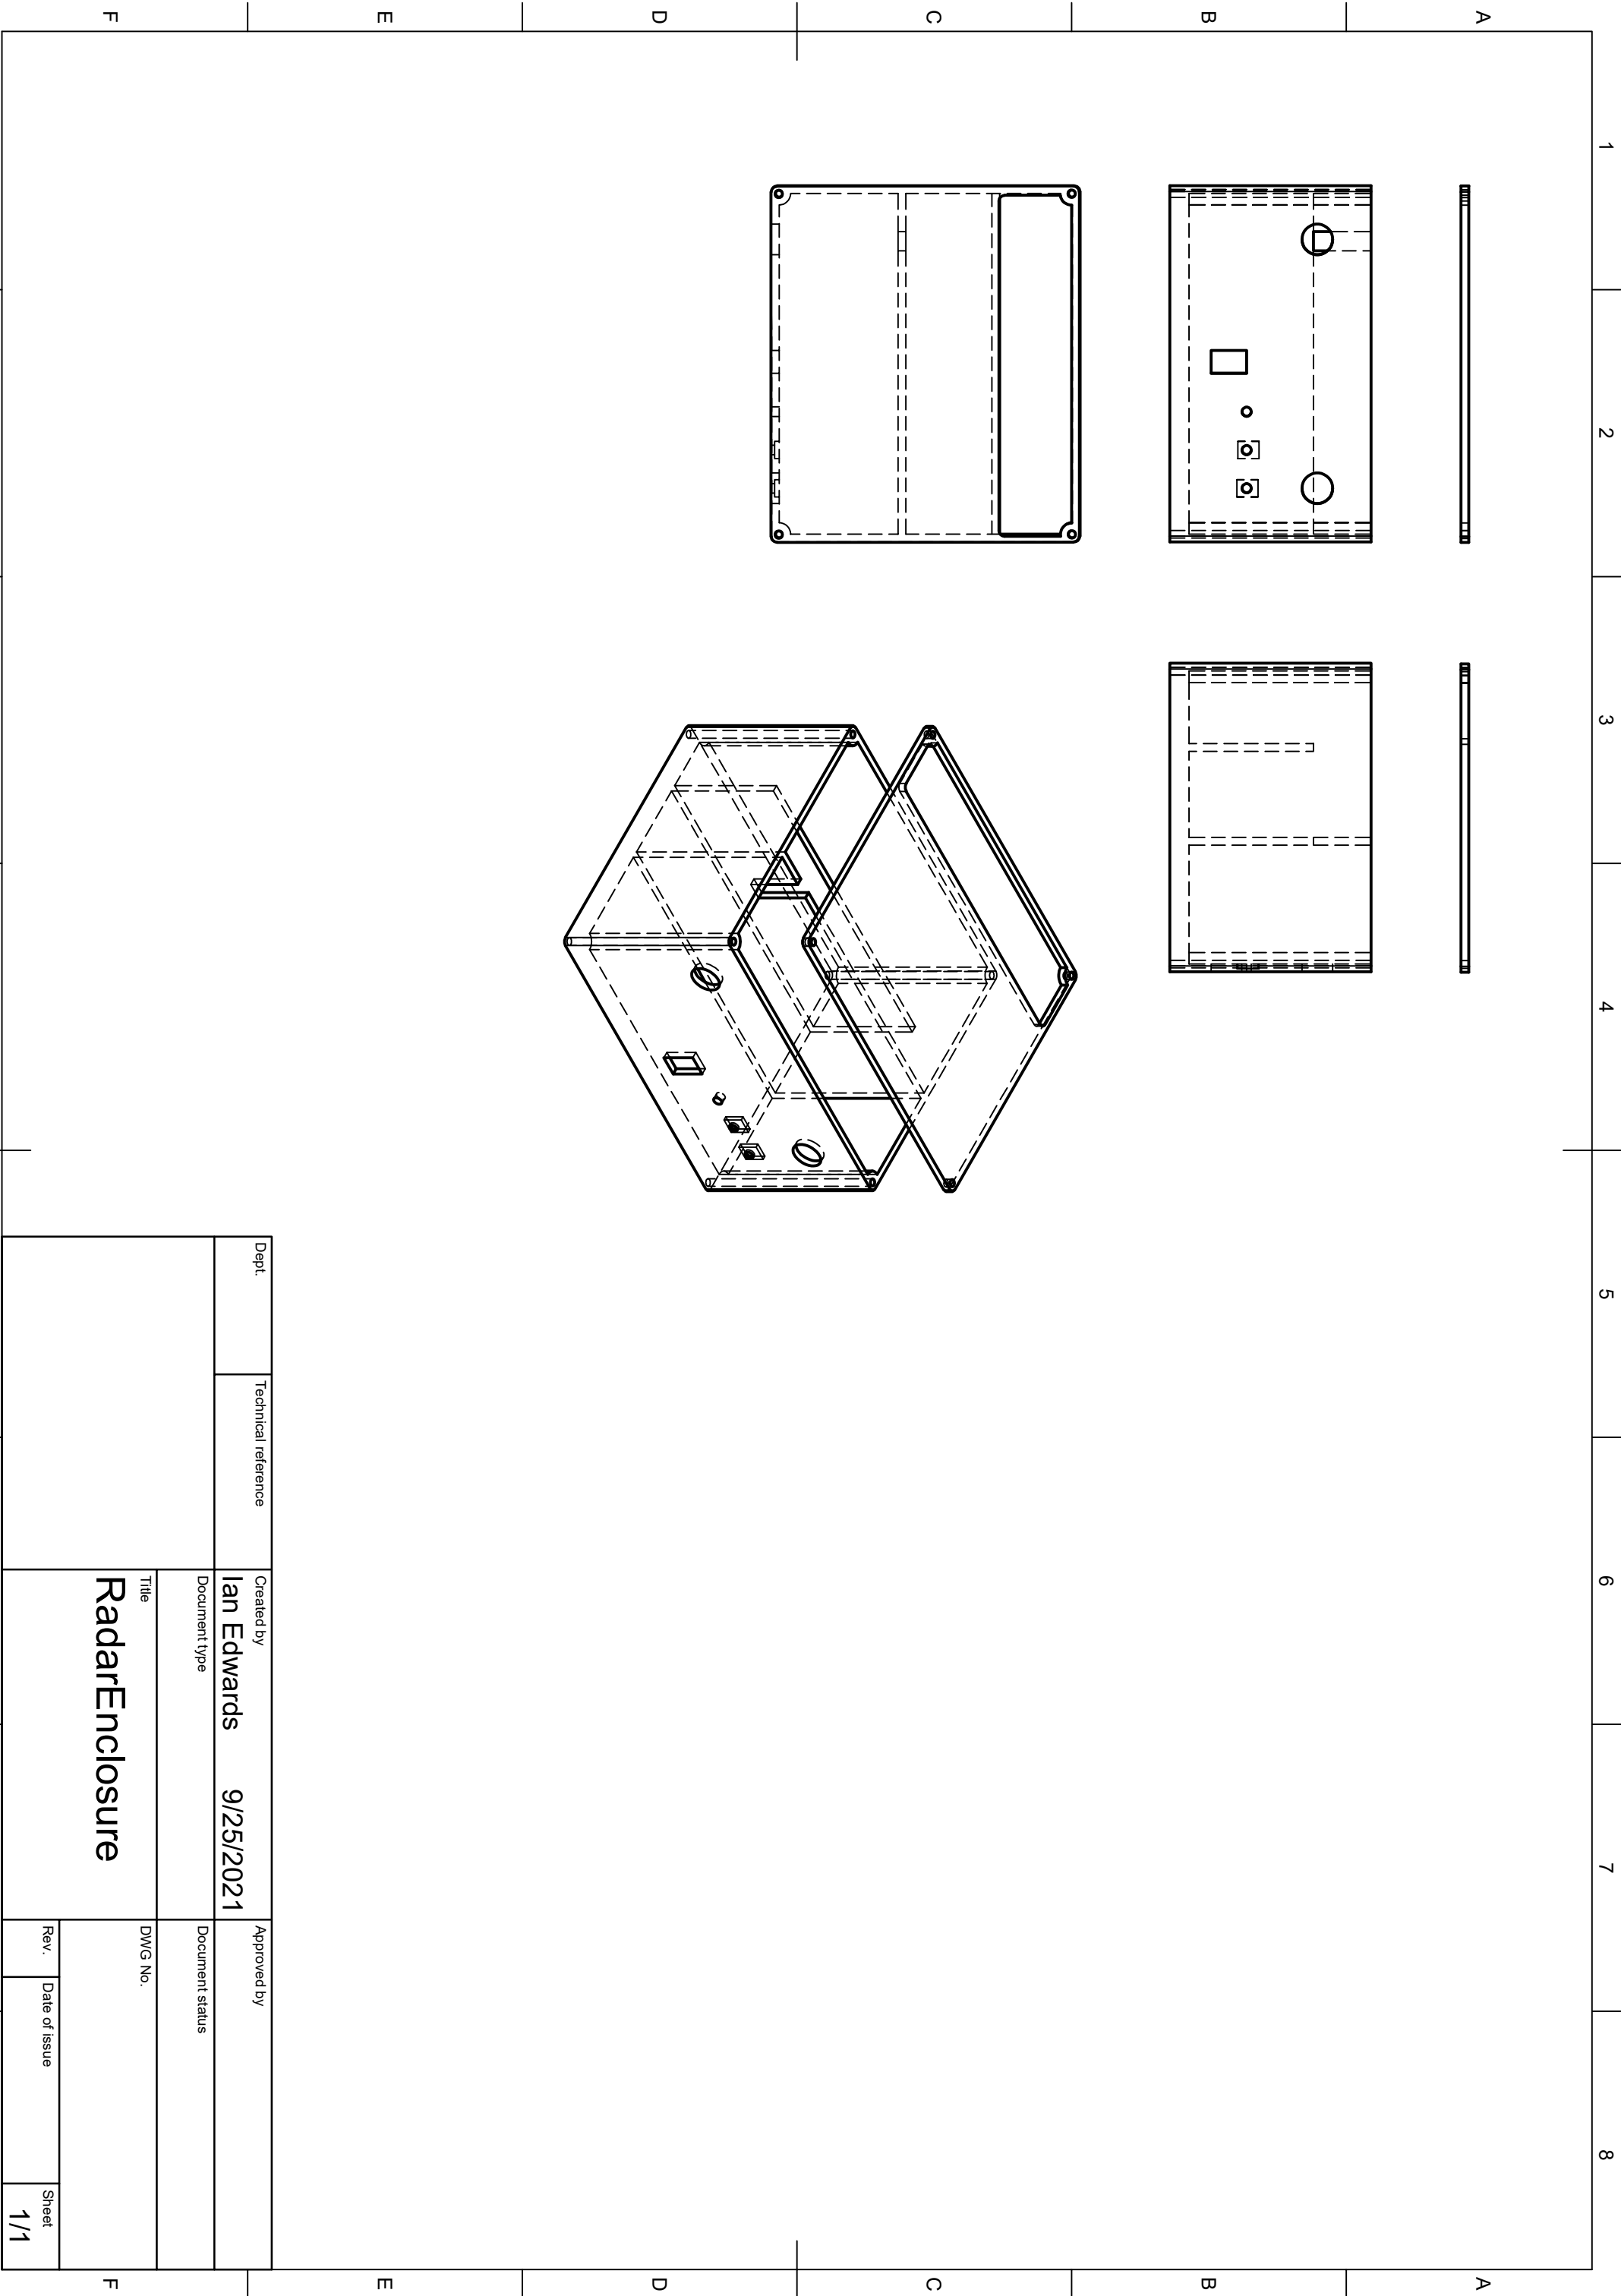 1
2
3
4
5
6
7
8
A
A
B
B
C
C
D
D
E
E
F
F
Dept.
Technical reference
Created by
Approved by
Ian Edwards 9/25/2021
Document type
Document status
Title
DWG No.
RadarEnclosure
Rev.
Date of issue
Sheet
1/1